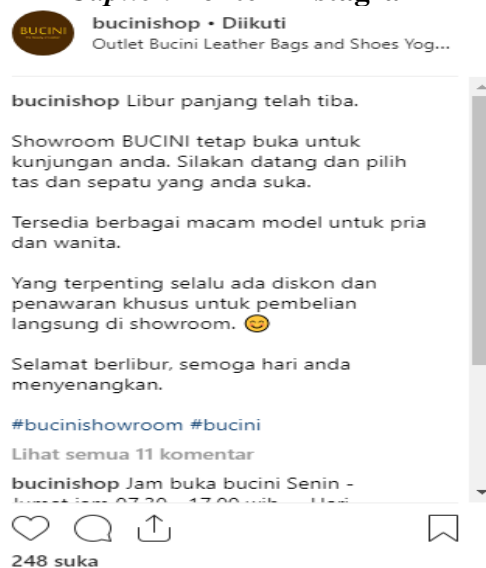 BUCINI
bucinishop • Diikuti
Outlet Bucini Leather Bags and Shoes Yog...
bucinishop Libur panjang telah tiba.
Showroom BUCINI tetap buka untuk
kunjungan anda. Silakan datang dan pilih
tas dan sepatu yang anda suka.
Tersedia berbagai macam model untuk pria
dan wanita.
Yang terpenting selalu ada diskon dan
penawaran khusus untuk pembelian
langsung di showroom. 😊
Selamat berlibur, semoga hari anda
menyenangkan.
#bucinishowroom #bucini
Lihat semua 11 komentar
bucinishop Jam buka bucini Senin -
248 suka